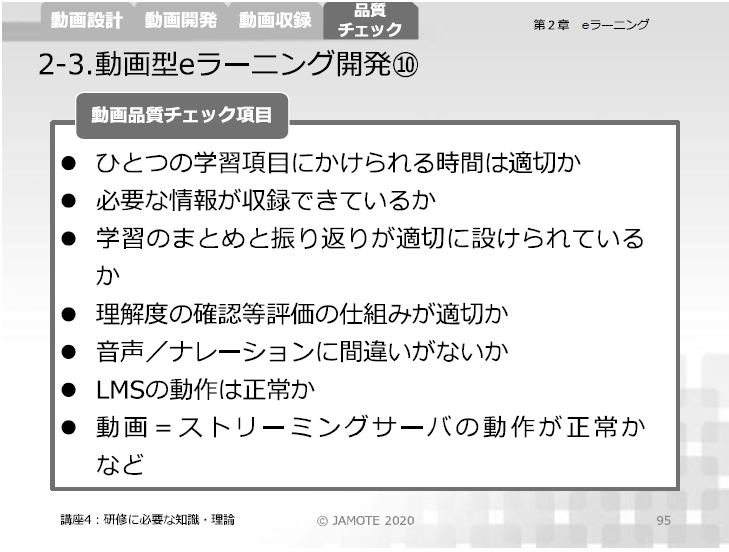 動画設計 動画開発 動画収録 品質
チェック
第2章 eラーニング
2-3.動画型eラーニング開発⑩
動画品質チェック項目
● ひとつの学習項目にかけられる時間は適切か
● 必要な情報が収録できているか
● 学習のまとめと振り返りが適切に設けられている
か
● 理解度の確認等評価の仕組みが適切か
● 音声／ナレーションに間違いがないか
● LMSの動作は正常か
● 動画＝ストリーミングサーバの動作が正常か
など
講座4：研修に必要な知識・理論 © JAMOTE 2020 95